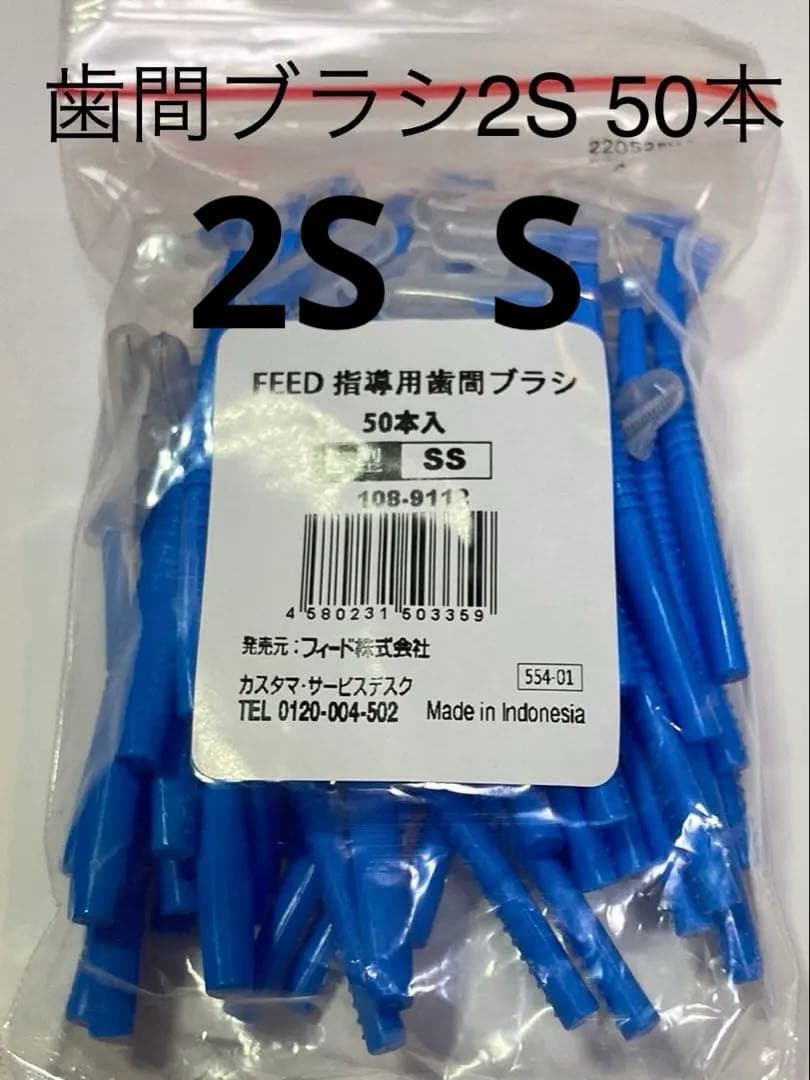 歯間ブラシ2S 50本
2S S
FEED 指導用歯間ブラシ
50本入
L型 SS
4 580231 503359
発売元：フィード株式会社
554-01
カスタマ・サービスデスク
TEL 0120-004-502 Made in Indonesia